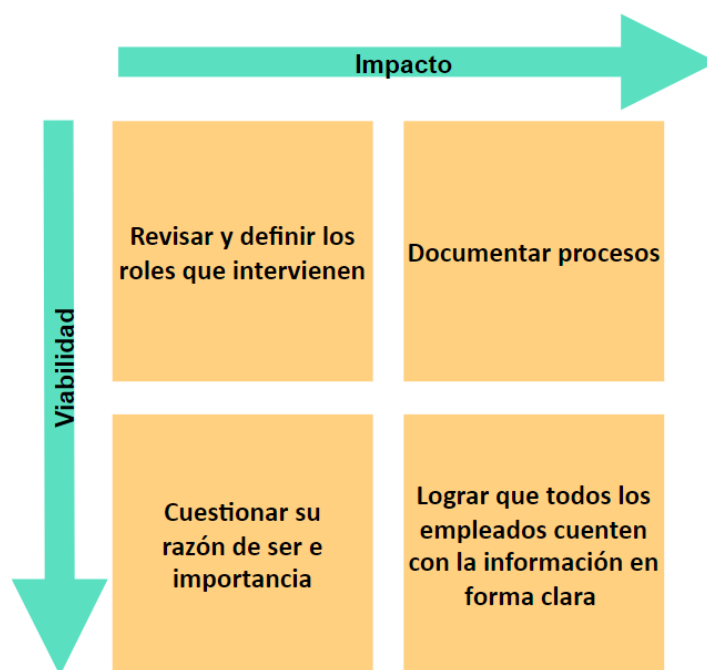 Impacto
Viabilidad
Revisar y definir los
roles que intervienen
Documentar procesos
Cuestionar su
razón de ser e
importancia
Lograr que todos los
empleados cuenten
con la información en
forma clara